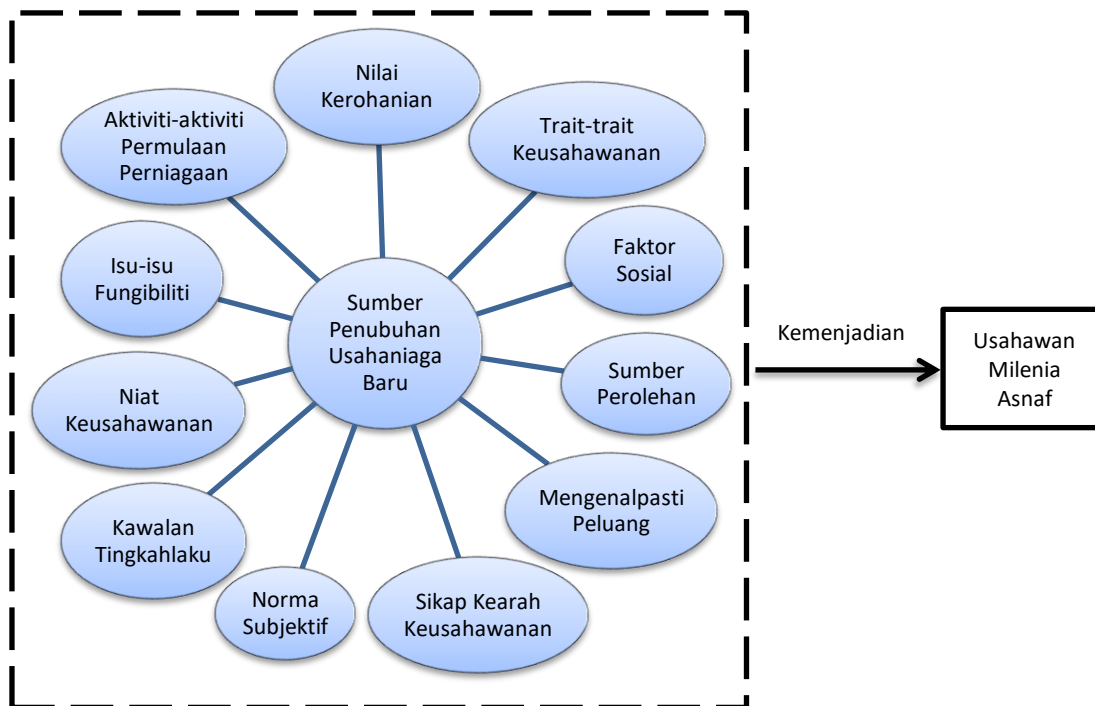 Nilai
Kerohanian
Trait-trait
Keusahawanan
Faktor
Sosial
Sumber
Perolehan
Mengenalpasti
Peluang
Sikap Kearah
Keusahawanan
Norma
Subjektif
Kawalan
Tingkahlaku
Niat
Keusahawanan
Isu-isu
Fungibiliti
Aktiviti-aktiviti
Permulaan
Perniagaan
Sumber
Penubuhan
Usahaniaga
Baru
Kemenjadian
Usahawan
Milenia
Asnaf